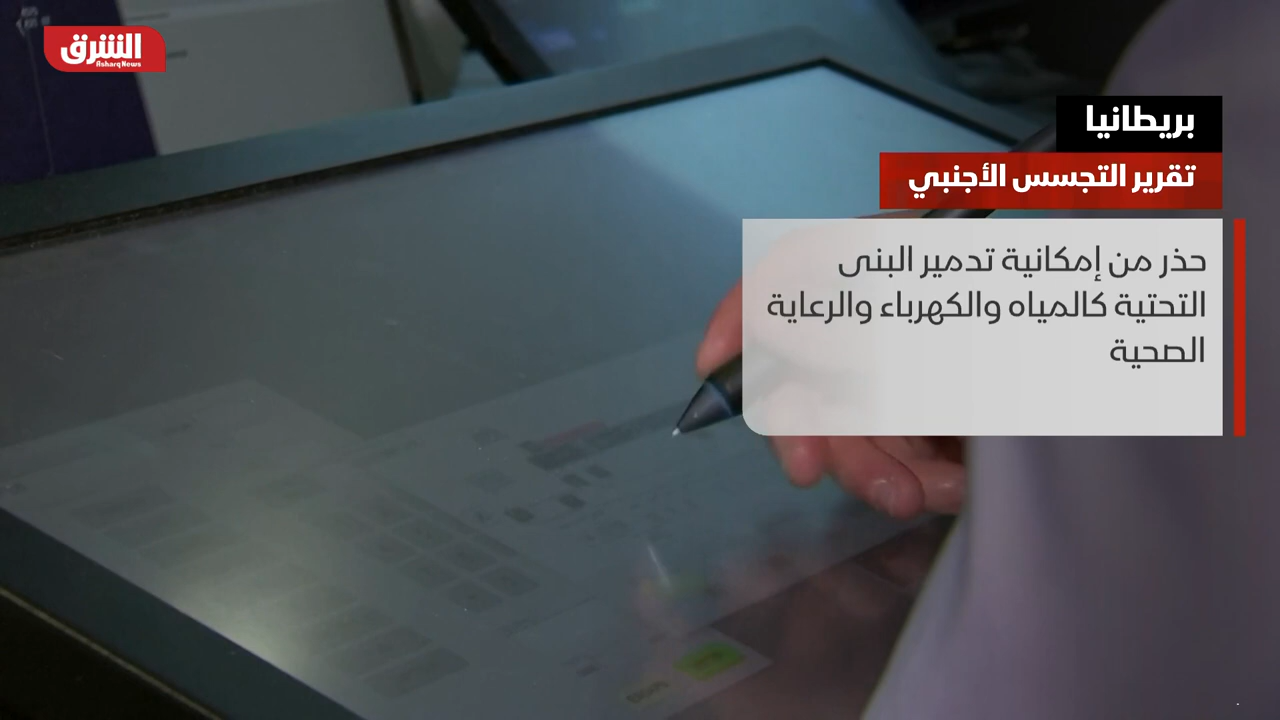 الشرق
Asharq News
بريطانيا
تقرير التجسس الأجنبي
حذر من إمكانية تدمير البنى
التحتية كالمياه والكهرباء والرعاية
الصحية